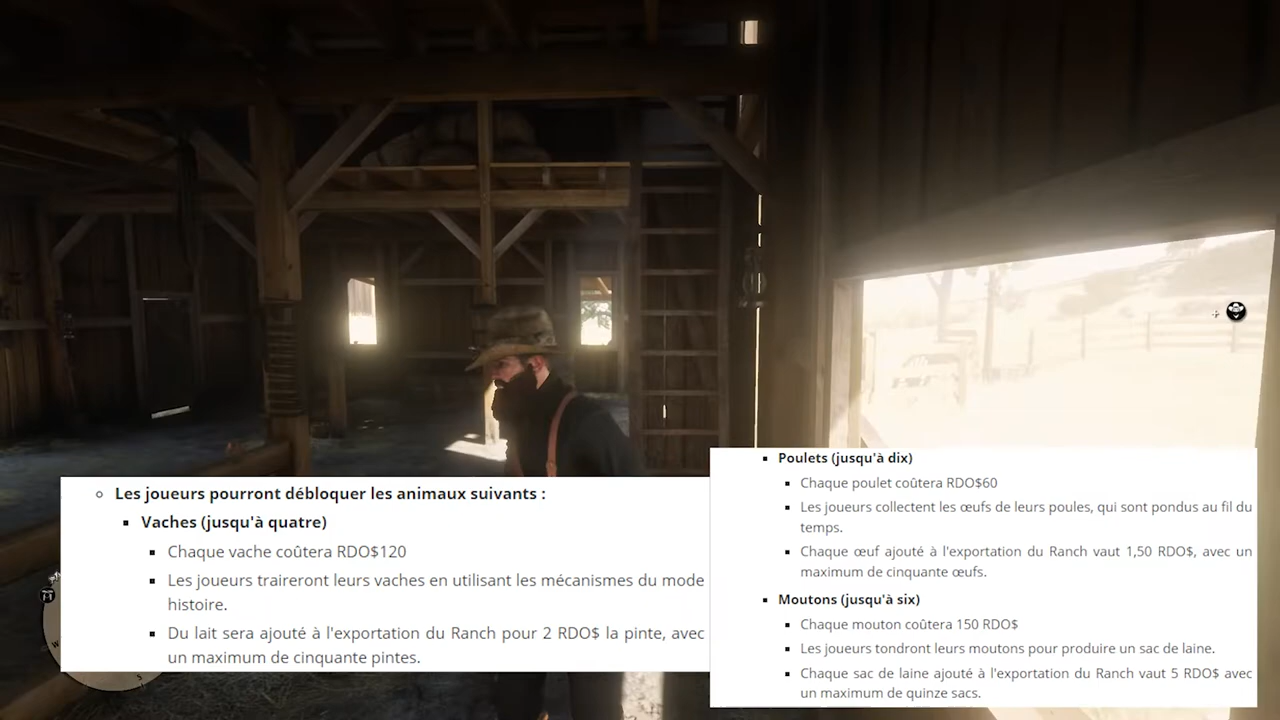 Les joueurs pourront débloquer les animaux suivants :
Vaches (jusqu'à quatre)
Chaque vache coûtera RDO$120
Les joueurs traireront leurs vaches en utilisant les mécanismes du mode
histoire.
Du lait sera ajouté à l'exportation du Ranch pour 2 RDO$ la pinte, avec
un maximum de cinquante pintes.
Poulets (jusqu'à dix)
Chaque poulet coûtera RDO$60
Les joueurs collectent les œufs de leurs poules, qui sont pondus au fil du
temps.
Chaque œuf ajouté à l'exportation du Ranch vaut 1,50 RDO$, avec un
maximum de cinquante œufs.
Moutons (jusqu'à six)
Chaque mouton coûtera 150 RDO$
Les joueurs tondront leurs moutons pour produire un sac de laine.
Chaque sac de laine ajouté à l'exportation du Ranch vaut 5 RDO$ avec
un maximum de quinze sacs.